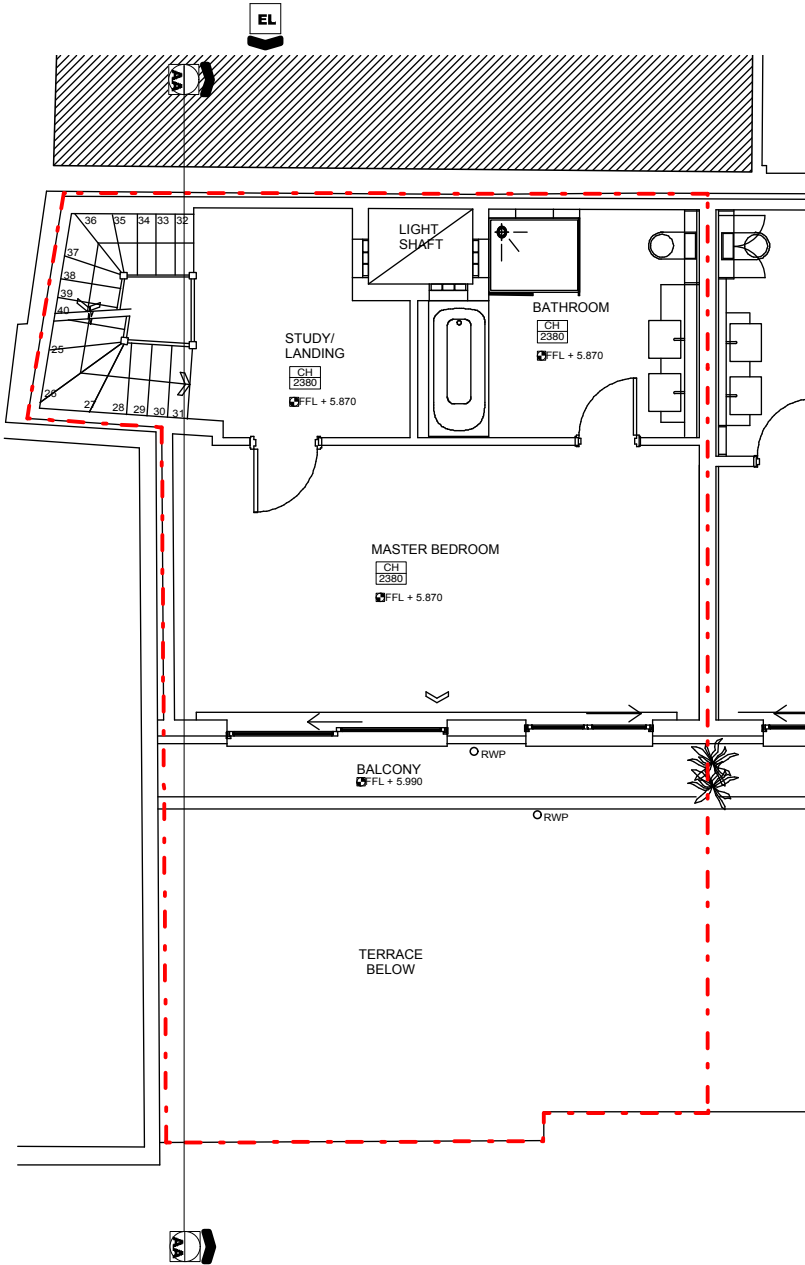 EL
AA
36 35 34 33 32
37
38
39
40
25
26
27 28 29 30 31
LIGHT
SHAFT
BATHROOM
CH
2380
FFL + 5.870
STUDY/
LANDING
CH
2380
FFL + 5.870
MASTER BEDROOM
CH
2380
FFL + 5.870
RWP
BALCONY
FFL + 5.990
RWP
TERRACE
BELOW
AA